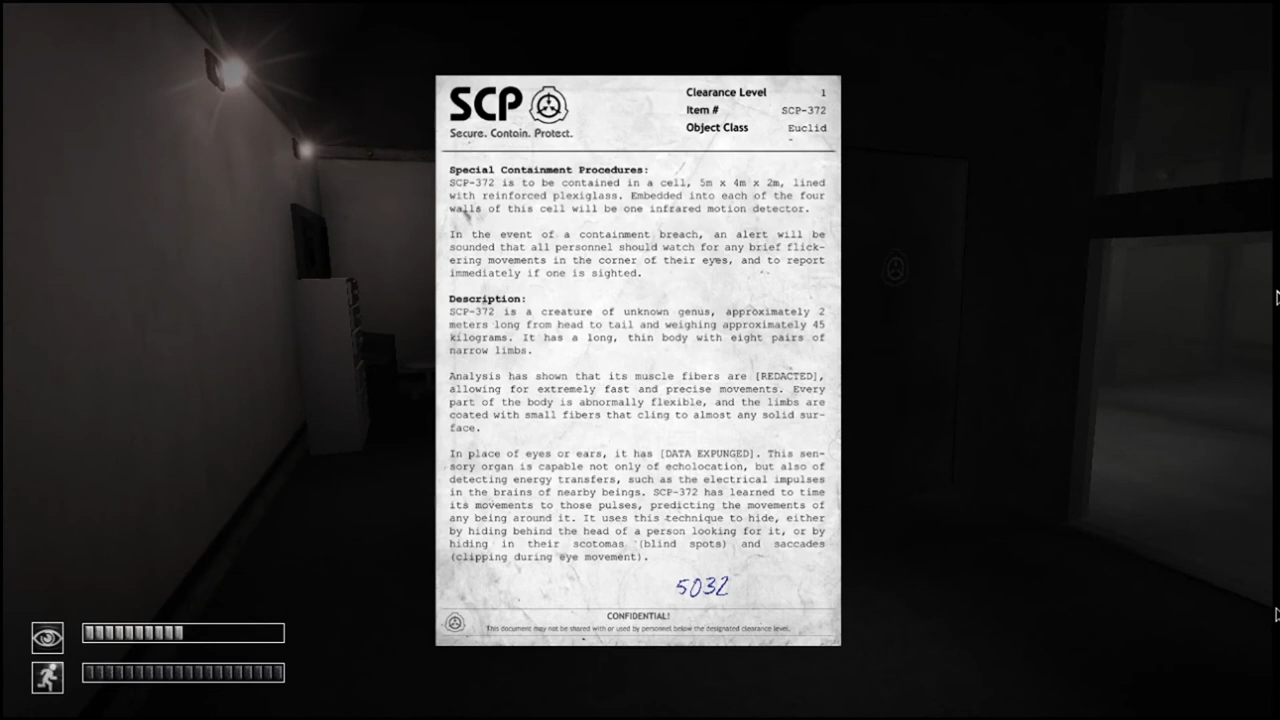 SCP
Secure. Contain. Protect.
Clearance Level 1
Item # SCP-372
Object Class Euclid
Special Containment Procedures:
SCP-372 is to be contained in a cell, 5m x 4m x 2m, lined
with reinforced plexiglass. Embedded into each of the four
walls of this cell will be one infrared motion detector.
In the event of a containment breach, an alert will be
sounded that all personnel should watch for any brief flick-
ering movements in the corner of their eyes, and to report
immediately if one is sighted.
Description:
SCP-372 is a creature of unknown genus, approximately 2
meters long from head to tail and weighing approximately 45
kilograms. It has a long, thin body with eight pairs of
narrow limbs.
Analysis has shown that its muscle fibers are [REDACTED],
allowing for extremely fast and precise movements. Every
part of the body is abnormally flexible, and the limbs are
coated with small fibers that cling to almost any solid sur-
face.
In place of eyes or ears, it has [DATA EXPUNGED]. This sen-
sory organ is capable not only of echolocation, but also of
detecting energy transfers, such as the electrical impulses
in the brains of nearby beings. SCP-372 has learned to time
its movements to those pulses, predicting the movements of
any being around it. It uses this technique to hide, either
by hiding behind the head of a person looking for it, or by
hiding in their scotomas (blind spots) and saccades
(clipping during eye movement).
5032
CONFIDENTIAL!
This document may not be shared with or used by personnel below the designated clearance level.